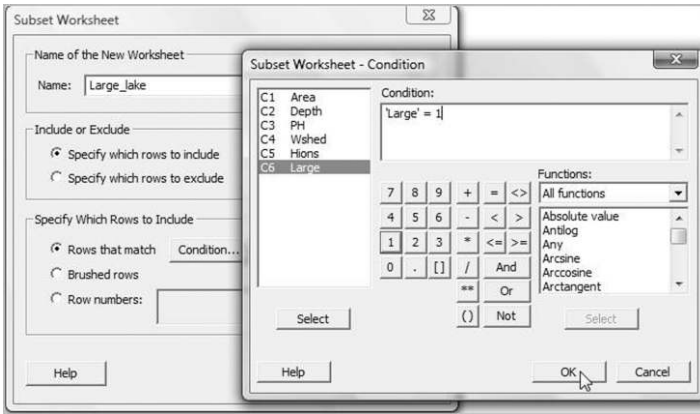 Subset Worksheet
Name of the New Worksheet
Name: Large_lake
Include or Exclude
Specify which rows to include
Specify which rows to exclude
Specify Which Rows to Include
Rows that match Condition...
Brushed rows
Row numbers:
Help
Subset Worksheet - Condition
C1 Area
C2 Depth
C3 PH
C4 Wshed
C5 Hions
C6 Large
Select
Help
Condition:
'Large' = 1
7 8 9 + = <>
4 5 6 - < >
1 2 3 * <= >=
0 . [] / And
** Or
() Not
Functions:
All functions
Absolute value
Antilog
Any
Arcsine
Arccosine
Arctangent
Select
OK Cancel